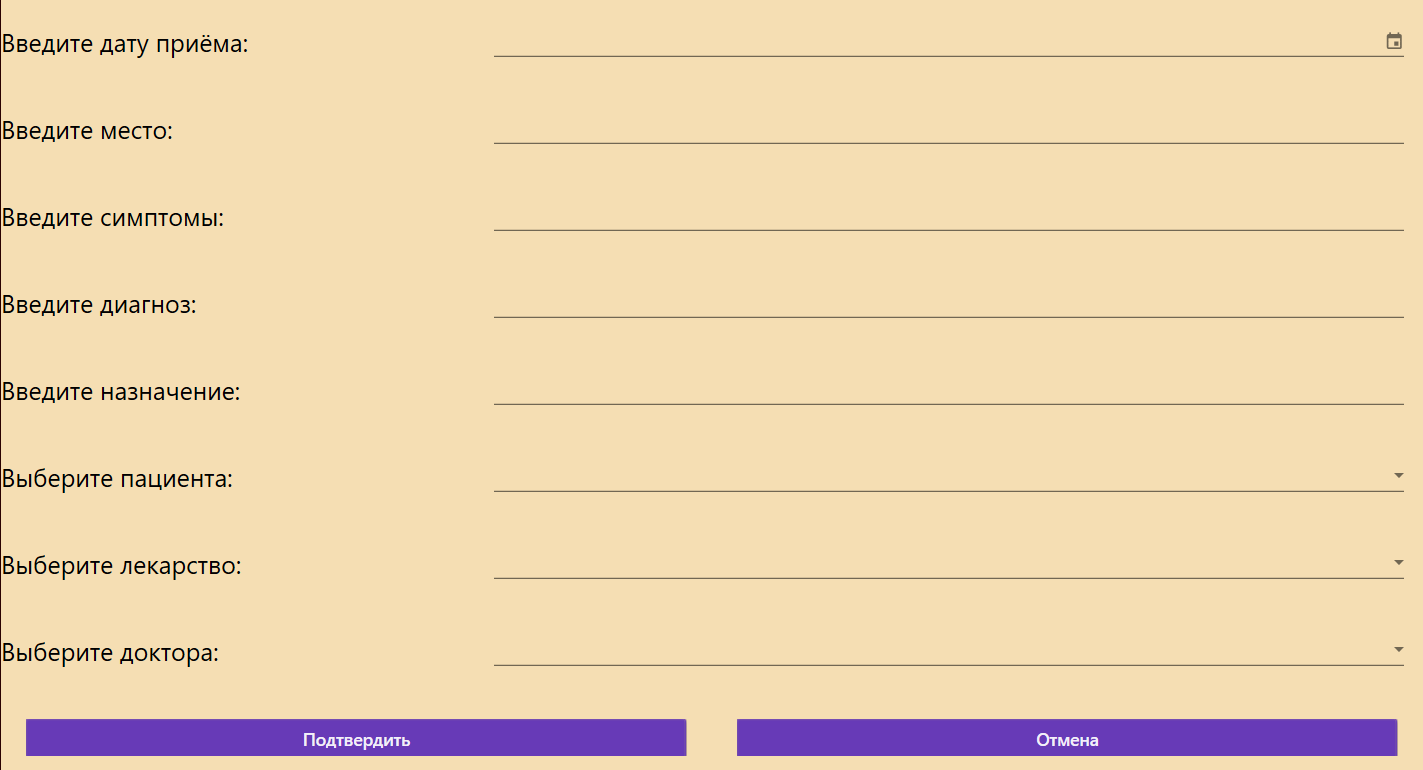 Введите дату приёма:
Введите место:
Введите симптомы:
Введите диагноз:
Введите назначение:
Выберите пациента:
Выберите лекарство:
Выберите доктора:
Подтвердить
Отмена